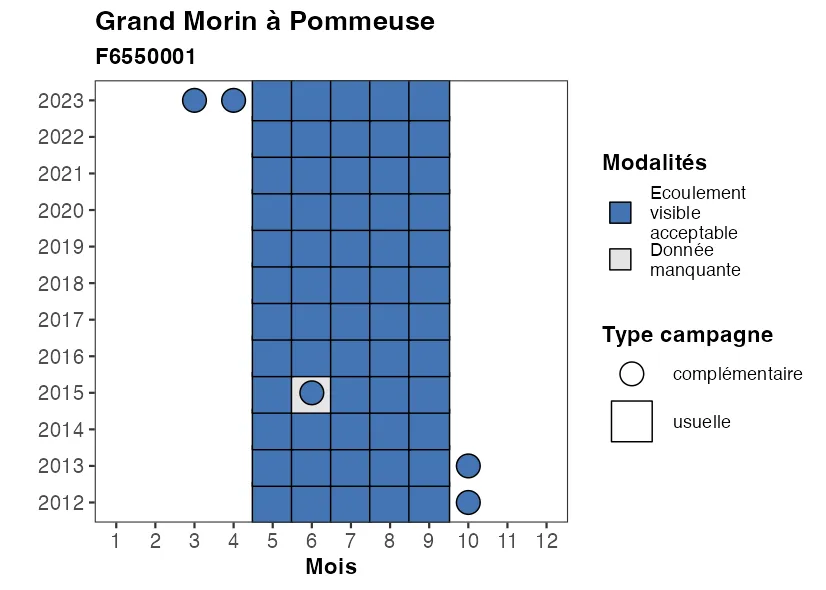 Grand Morin à Pommeuse
F6550001
2023
2022
2021
2020
2019
2018
2017
2016
2015
2014
2013
2012
1 2 3 4 5 6 7 8 9 10 11 12
Mois
Modalités
Ecoulement
visible
acceptable
Donnée
manquante
Type campagne
complémentaire
usuelle